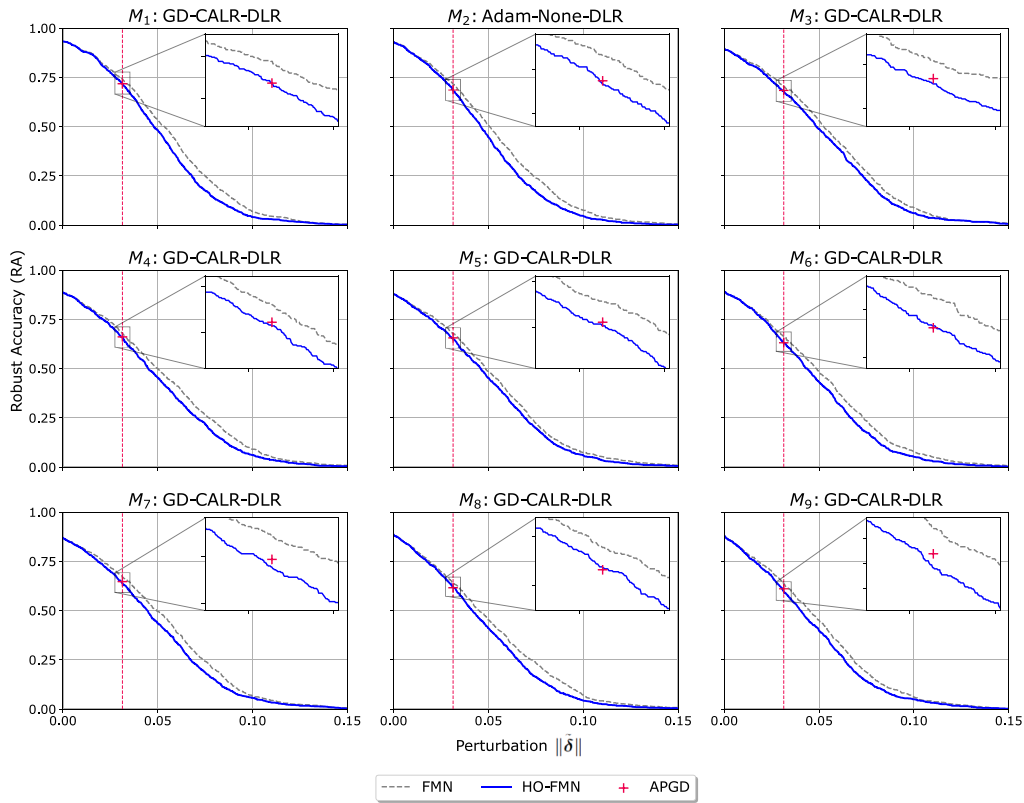 M1: GD-CALR-DLR
M2: Adam-None-DLR
M3: GD-CALR-DLR
1.00
0.75
0.50
0.25
0.00
M4: GD-CALR-DLR
M5: GD-CALR-DLR
M6: GD-CALR-DLR
1.00
0.75
0.50
0.25
0.00
Robust Accuracy (RA)
M7: GD-CALR-DLR
M8: GD-CALR-DLR
M9: GD-CALR-DLR
1.00
0.75
0.50
0.25
0.00
0.00 0.05 0.10 0.15
0.00 0.05 0.10 0.15
0.00 0.05 0.10 0.15
Perturbation ‖δ̃‖
FMN HO-FMN APGD